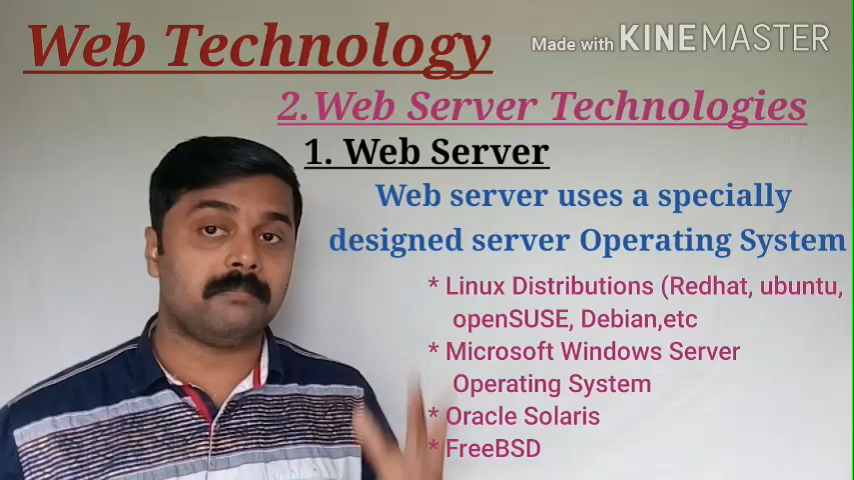 Web Technology
Made with KINEMASTER
2.Web Server Technologies
1. Web Server
Web server uses a specially
designed server Operating System
* Linux Distributions (Redhat, ubuntu,
openSUSE, Debian,etc
* Microsoft Windows Server
Operating System
* Oracle Solaris
* FreeBSD